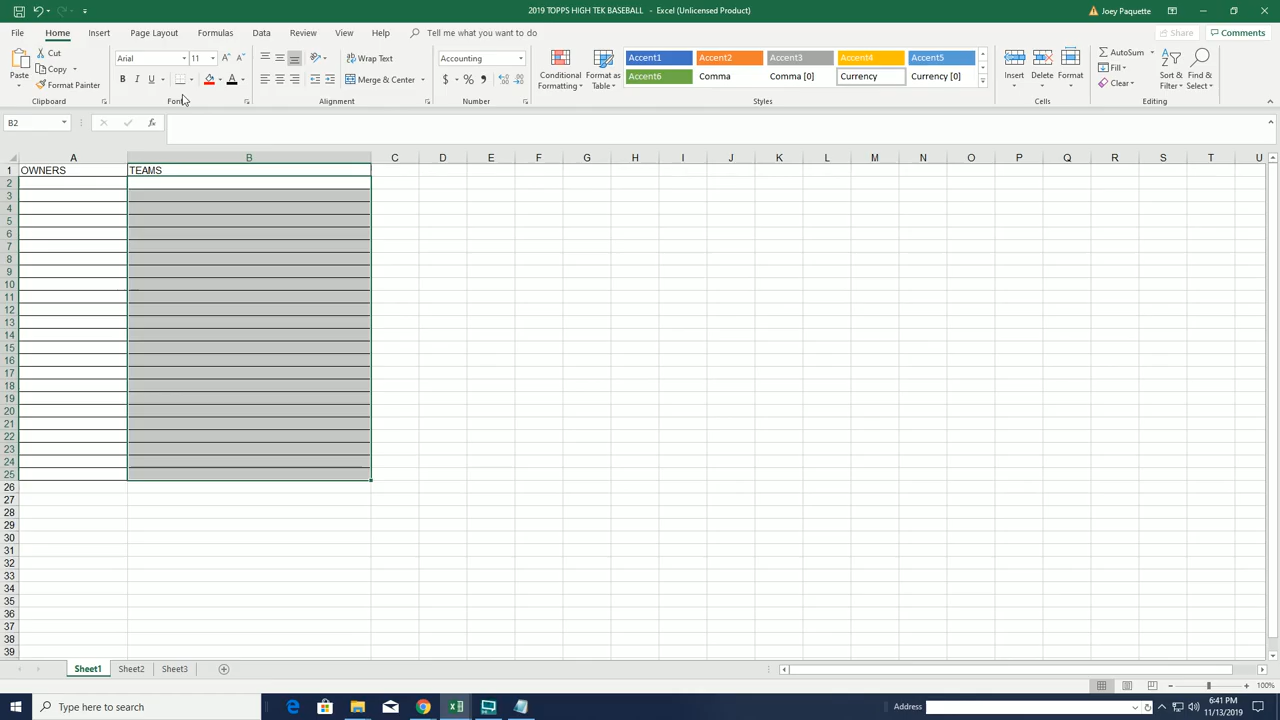 2019 TOPPS HIGH TEK BASEBALL - Excel (Unlicensed Product)
Joey Paquette
File Home Insert Page Layout Formulas Data Review View Help Tell me what you want to do
Share Comments
Paste
Cut
Copy
Format Painter
Clipboard
Arial 11
B I U
Font
Wrap Text
Merge & Center
Alignment
Accounting
$ % ,
Number
Conditional Formatting
Format as Table
Accent1 Accent2 Accent3 Accent4 Accent5
Accent6 Comma Comma [0] Currency Currency [0]
Styles
Insert Delete Format
Cells
AutoSum
Fill
Clear
Sort & Filter
Find & Select
Editing
B2
A B C D E F G H I J K L M N O P Q R S T U
1 OWNERS TEAMS
2
3
4
5
6
7
8
9
10
11
12
13
14
15
16
17
18
19
20
21
22
23
24
25
26
27
28
29
30
31
32
33
34
35
36
37
38
39
Sheet1 Sheet2 Sheet3
100%
Type here to search
Address
6:41 PM
11/13/2019